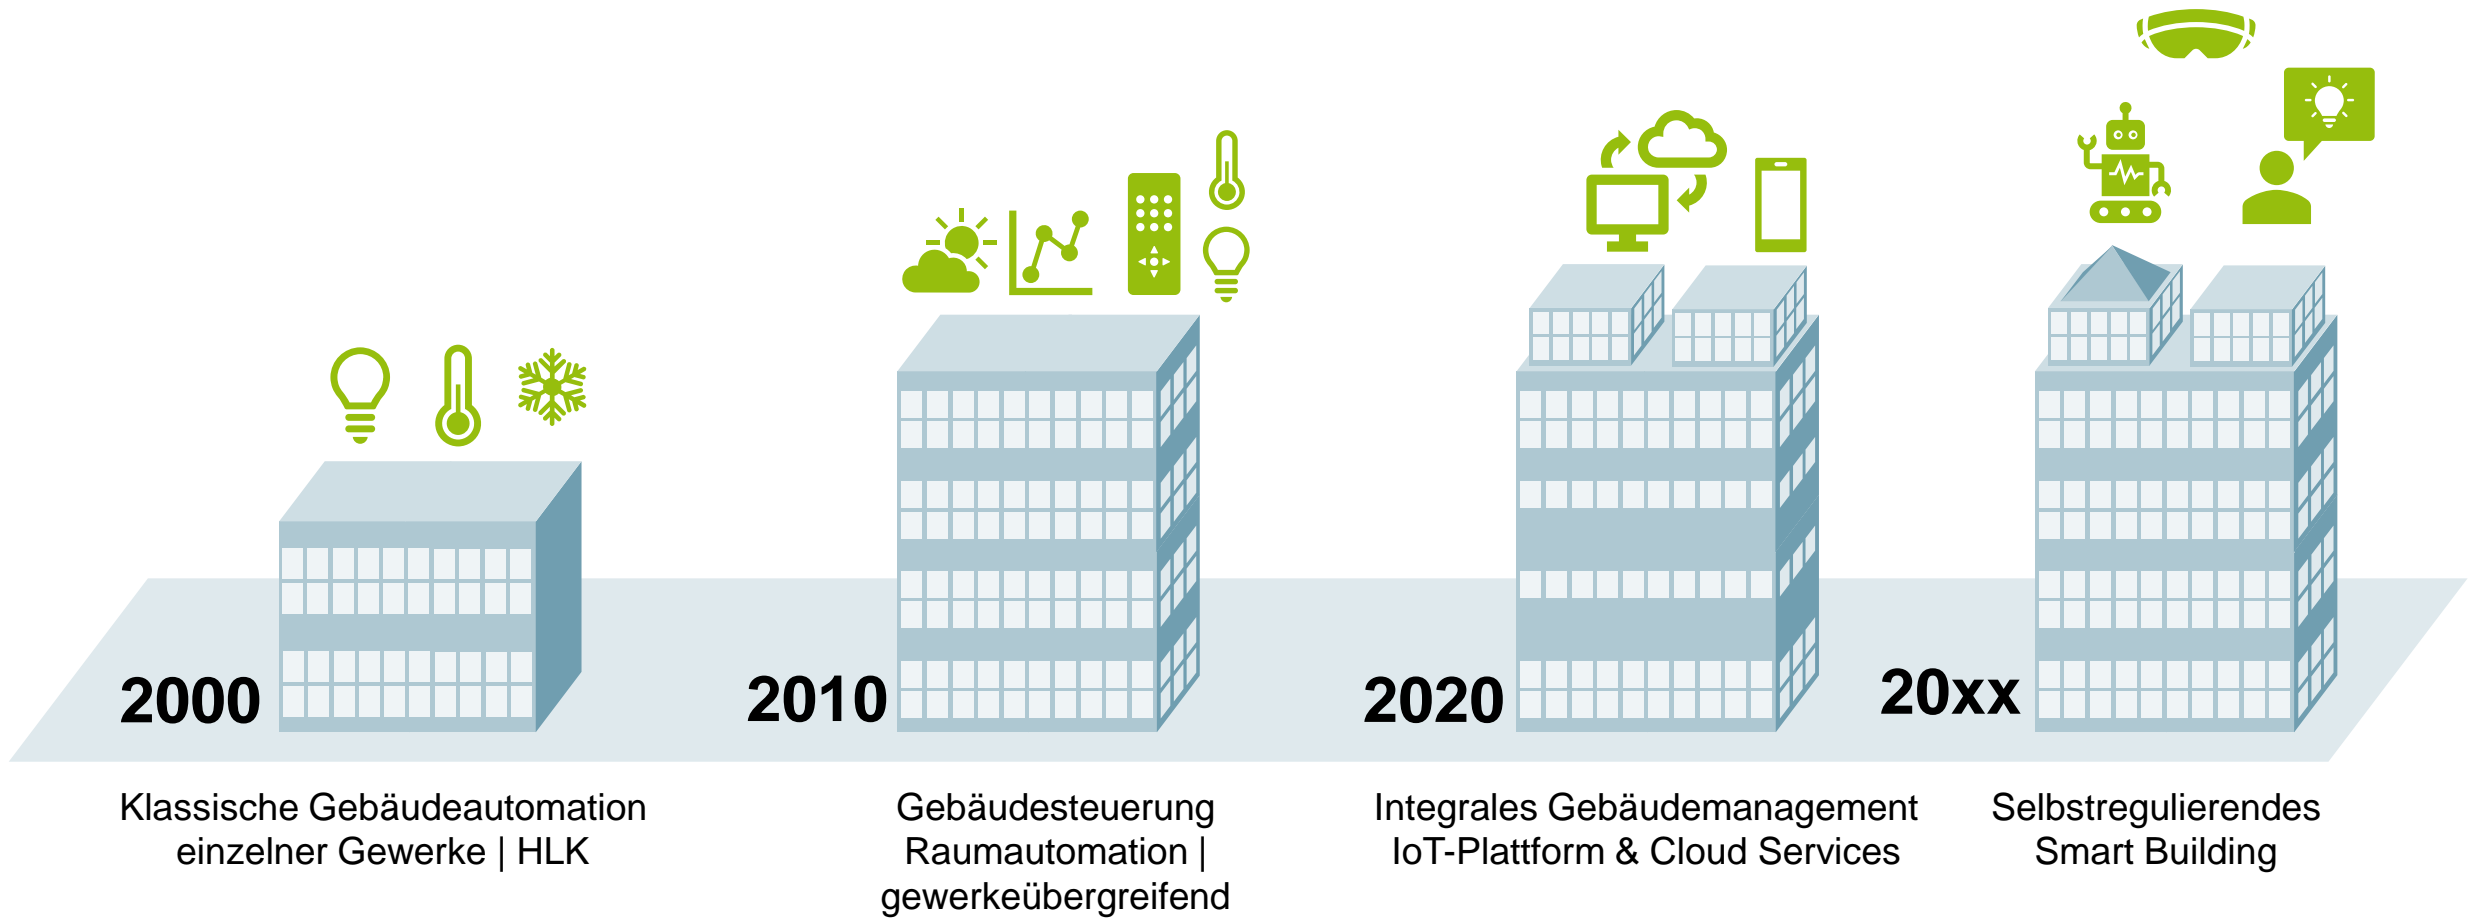 2000
2010
2020
20xx
Klassische Gebäudeautomation
einzelner Gewerke | HLK
Gebäudesteuerung
Raumautomation |
gewerkeübergreifend
Integrales Gebäudemanagement
IoT-Plattform & Cloud Services
Selbstregulierendes
Smart Building